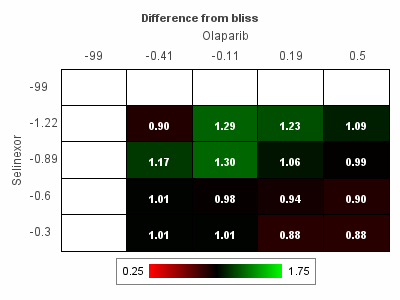 Difference from bliss
Olaparib
-99 -0.41 -0.11 0.19 0.5
-99
-1.22 0.90 1.29 1.23 1.09
-0.89 1.17 1.30 1.06 0.99
-0.6 1.01 0.98 0.94 0.90
-0.3 1.01 1.01 0.88 0.88
Selinexor
0.25 1.75